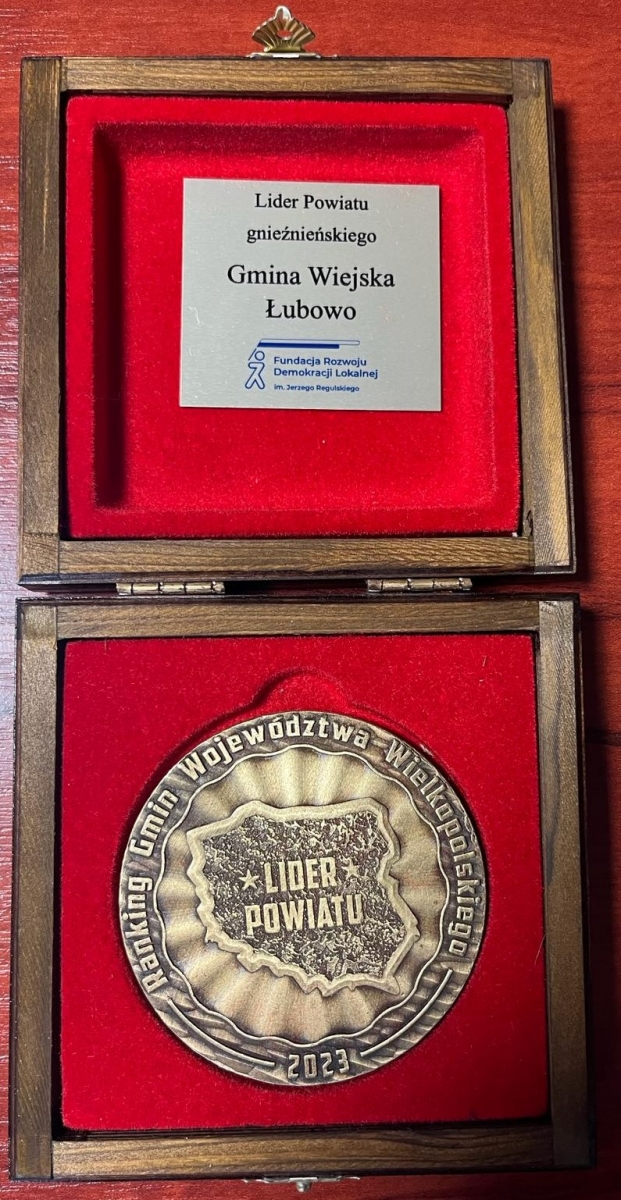 Lider Powiatu
gnieźnieńskiego
Gmina Wiejska
Łubowo
Fundacja Rozwoju
Demokracji Lokalnej
im. Jerzego Regulskiego
Ranking Gmin Województwa Wielkopolskiego
LIDER
POWIATU
2023